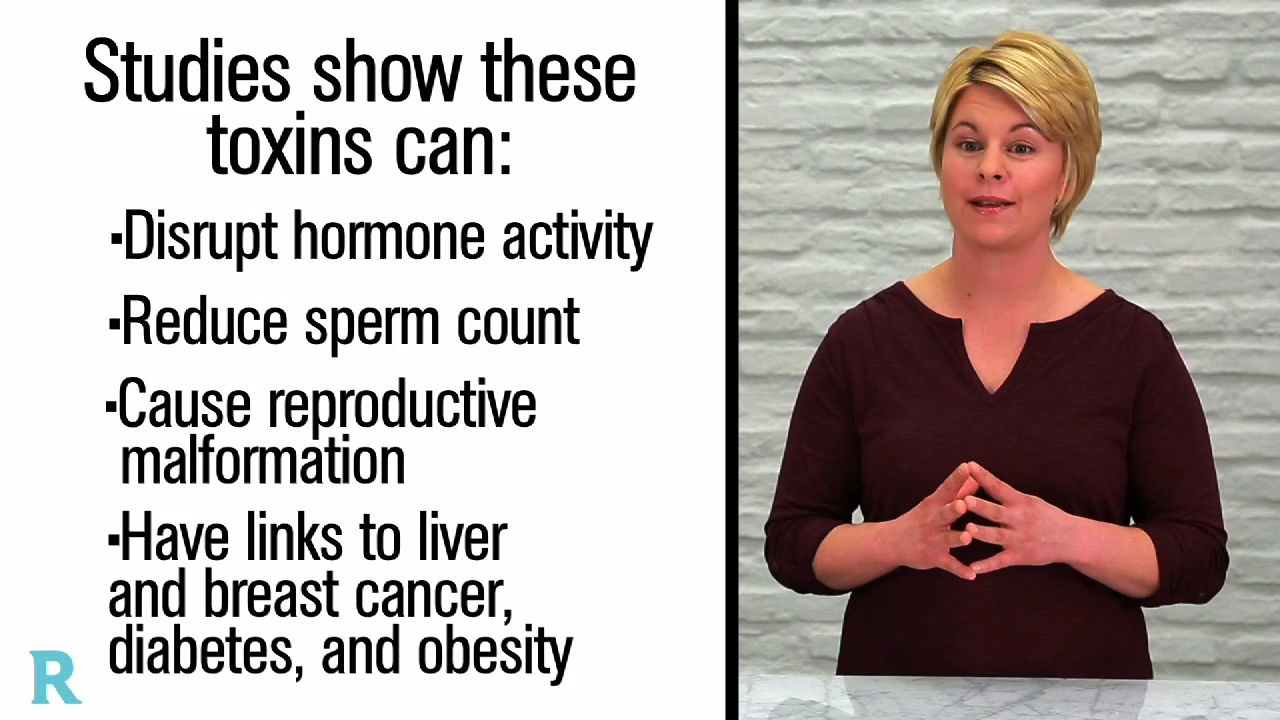 Studies show these
toxins can:
·Disrupt hormone activity
·Reduce sperm count
·Cause reproductive
malformation
·Have links to liver
and breast cancer,
diabetes, and obesity
R